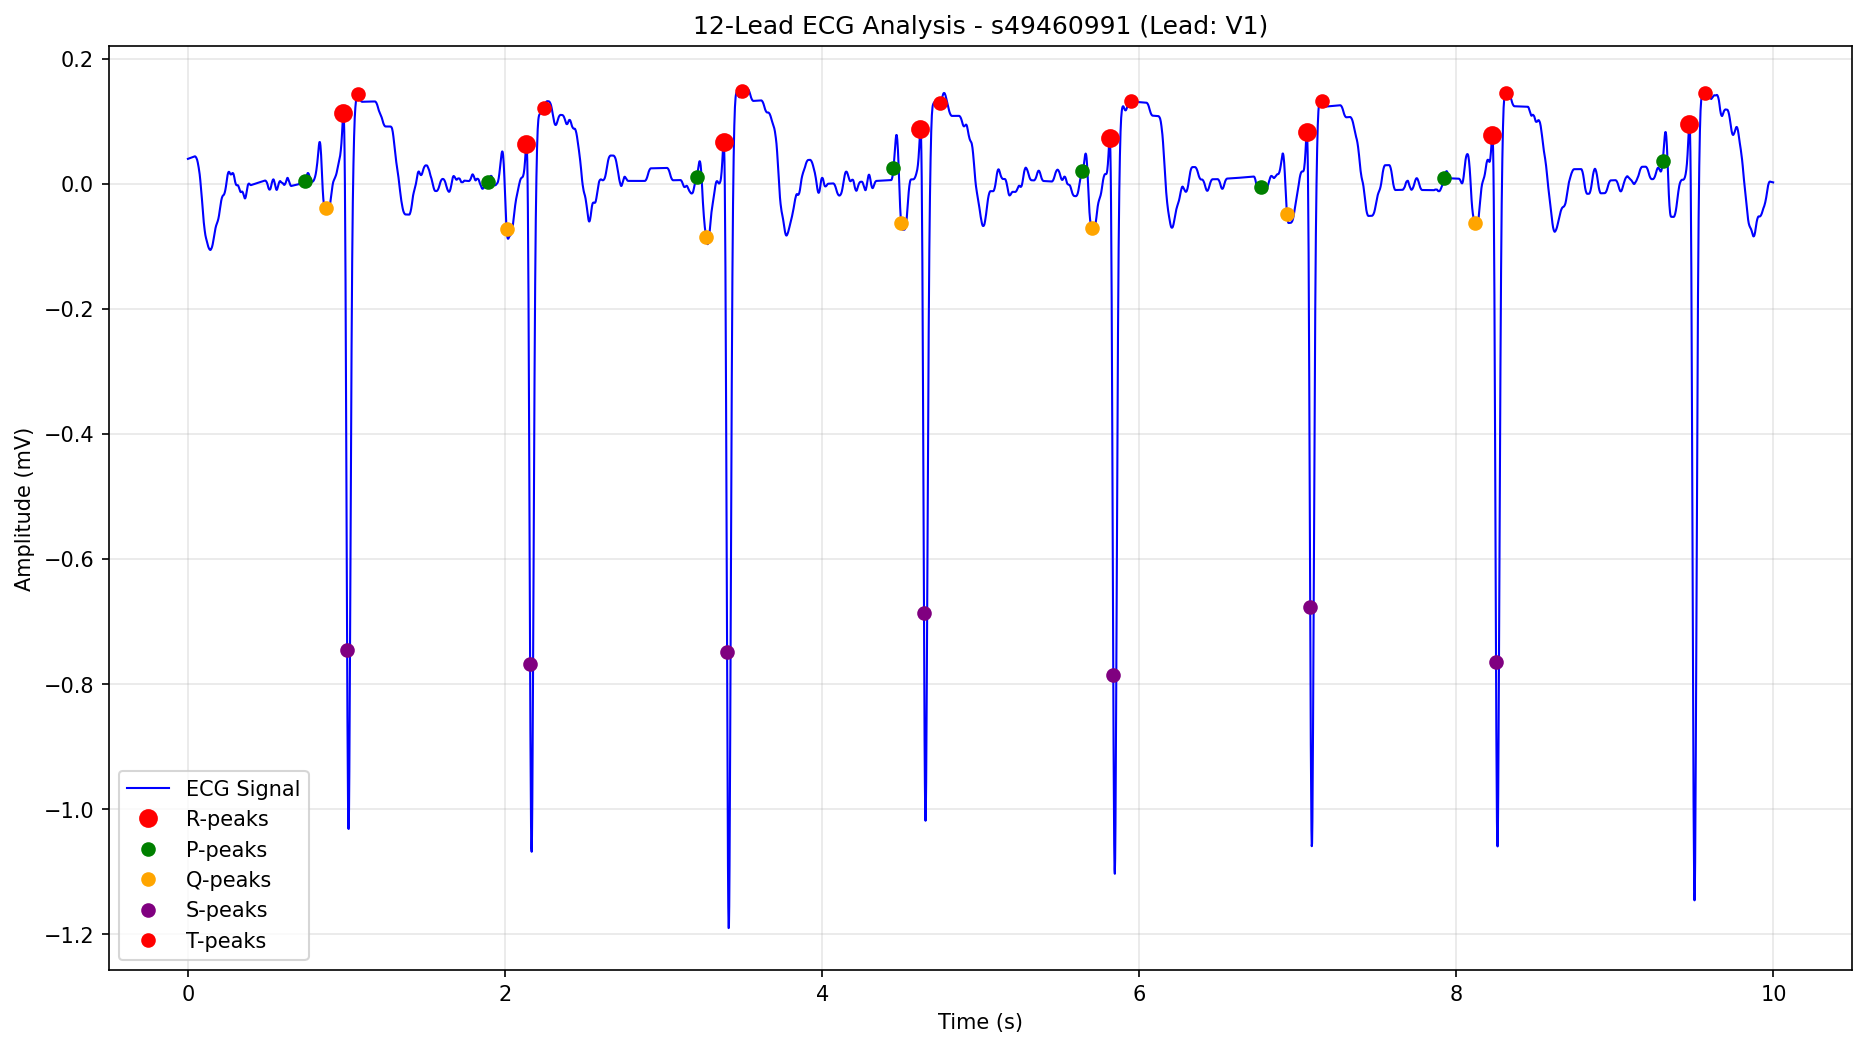 12-Lead ECG Analysis - s49460991 (Lead: V1)
0.2
0.0
−0.2
−0.4
−0.6
−0.8
−1.0
−1.2
Amplitude (mV)
ECG Signal
R-peaks
P-peaks
Q-peaks
S-peaks
T-peaks
0 2 4 6 8 10
Time (s)